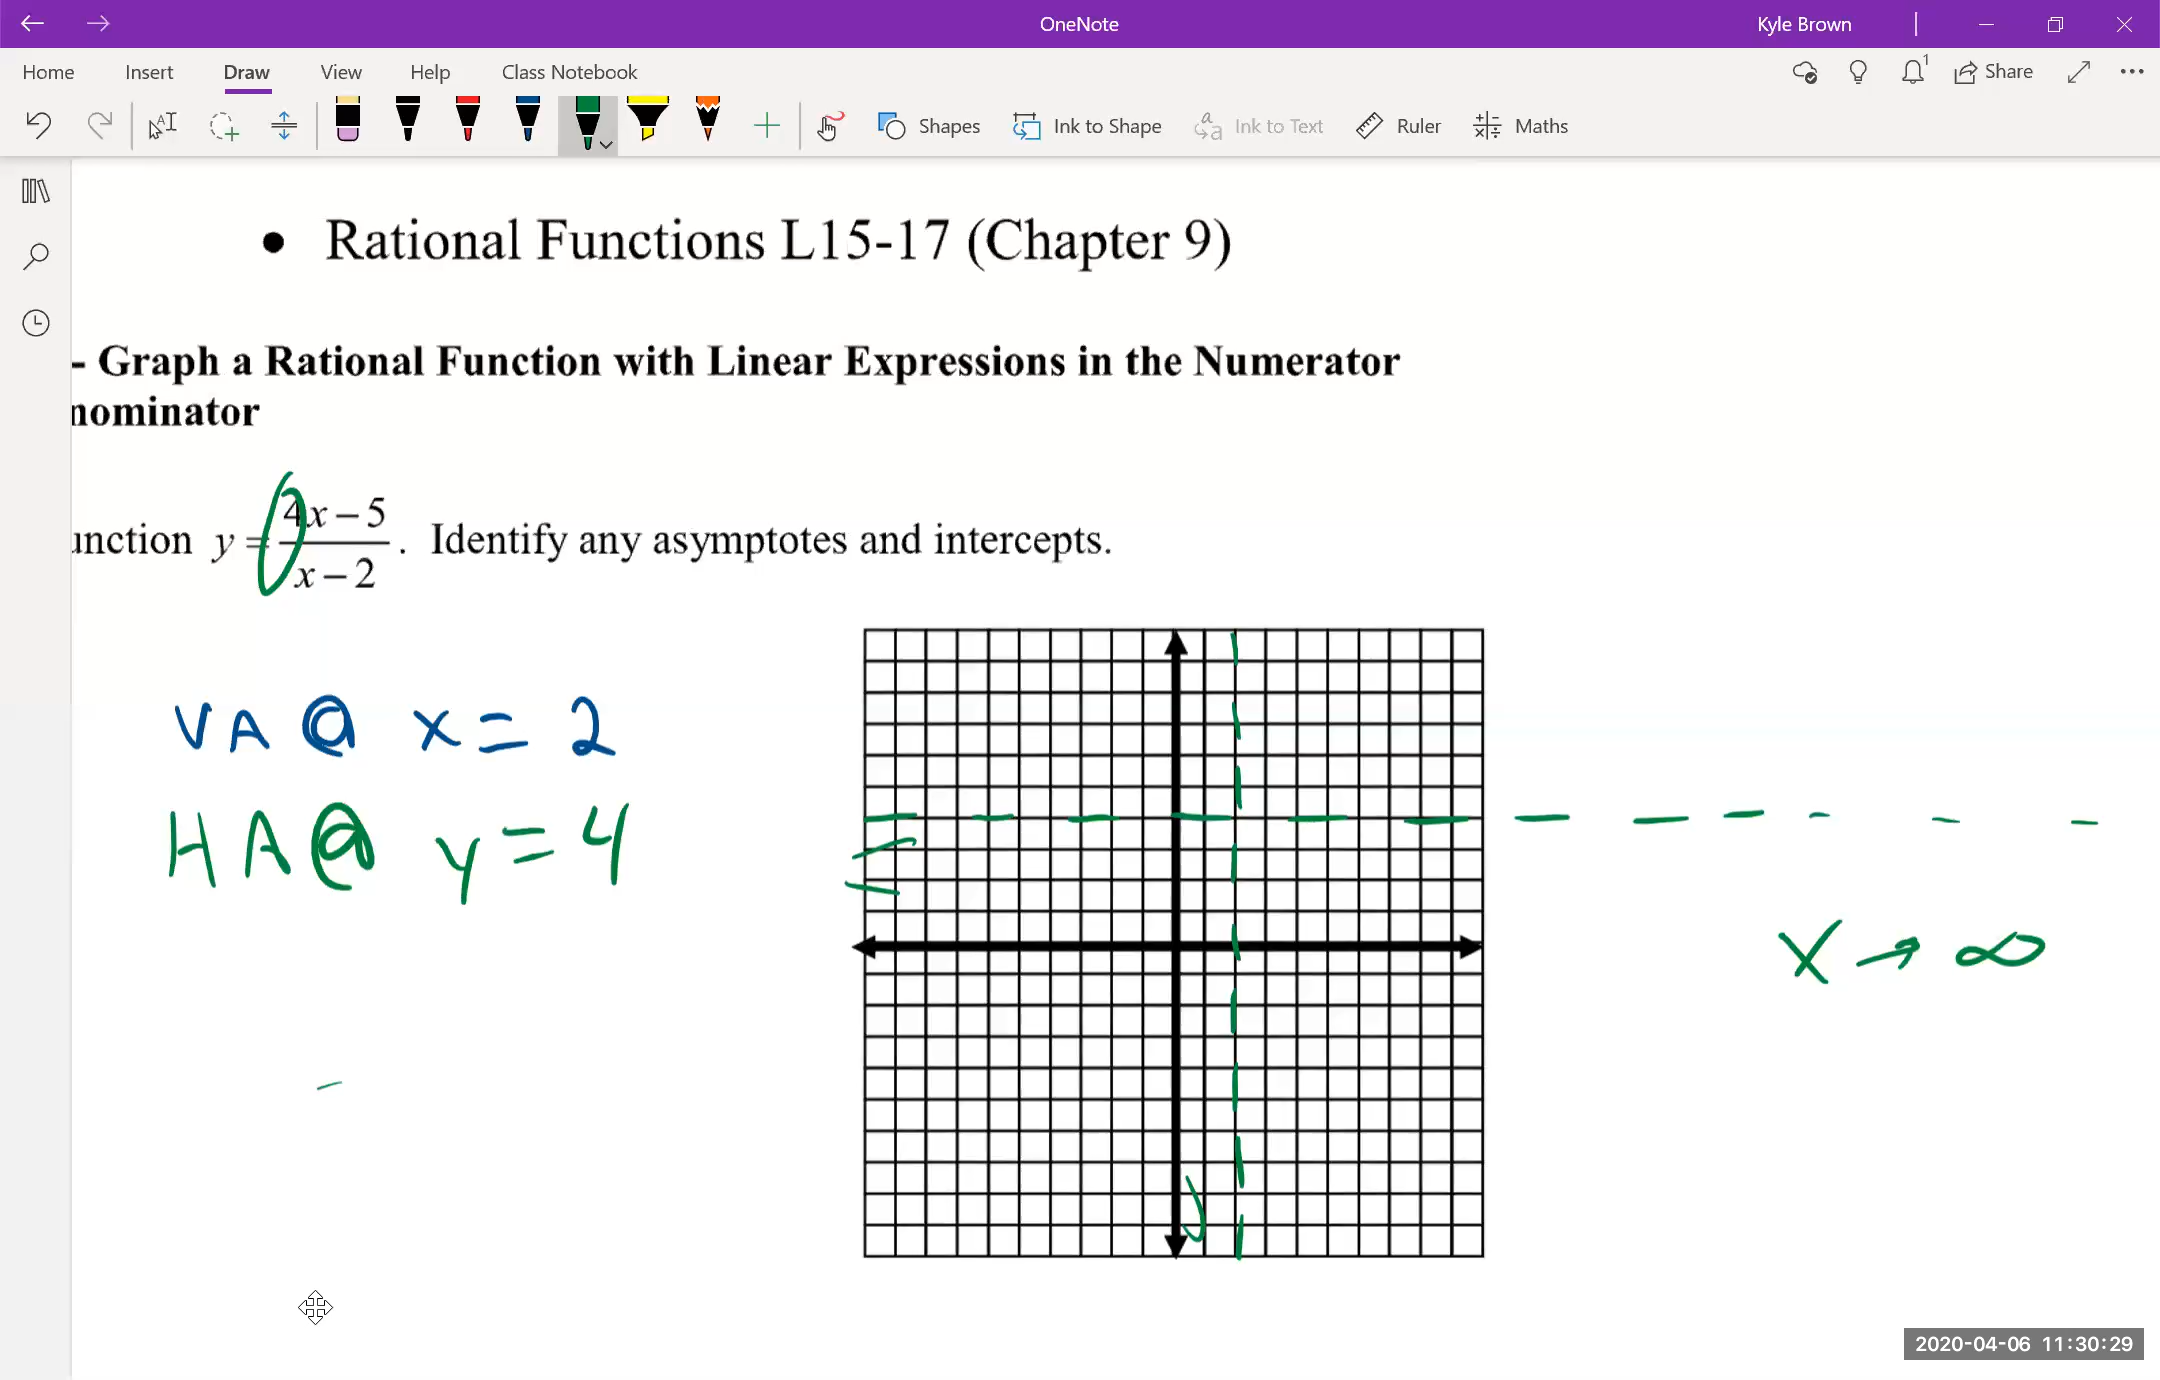 OneNote
Kyle Brown
Home Insert Draw View Help Class Notebook
1 Share
Shapes Ink to Shape Ink to Text Ruler Maths
• Rational Functions L15-17 (Chapter 9)
- Graph a Rational Function with Linear Expressions in the Numerator
nominator
unction y = (4x - 5)/(x - 2). Identify any asymptotes and intercepts.
VA @ x = 2
HA @ y = 4
x → ∞
2020-04-06 11:30:29